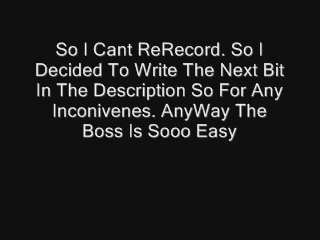 So I Cant ReRecord. So I
Decided To Write The Next Bit
In The Description So For Any
Inconivenes. AnyWay The
Boss Is Sooo Easy